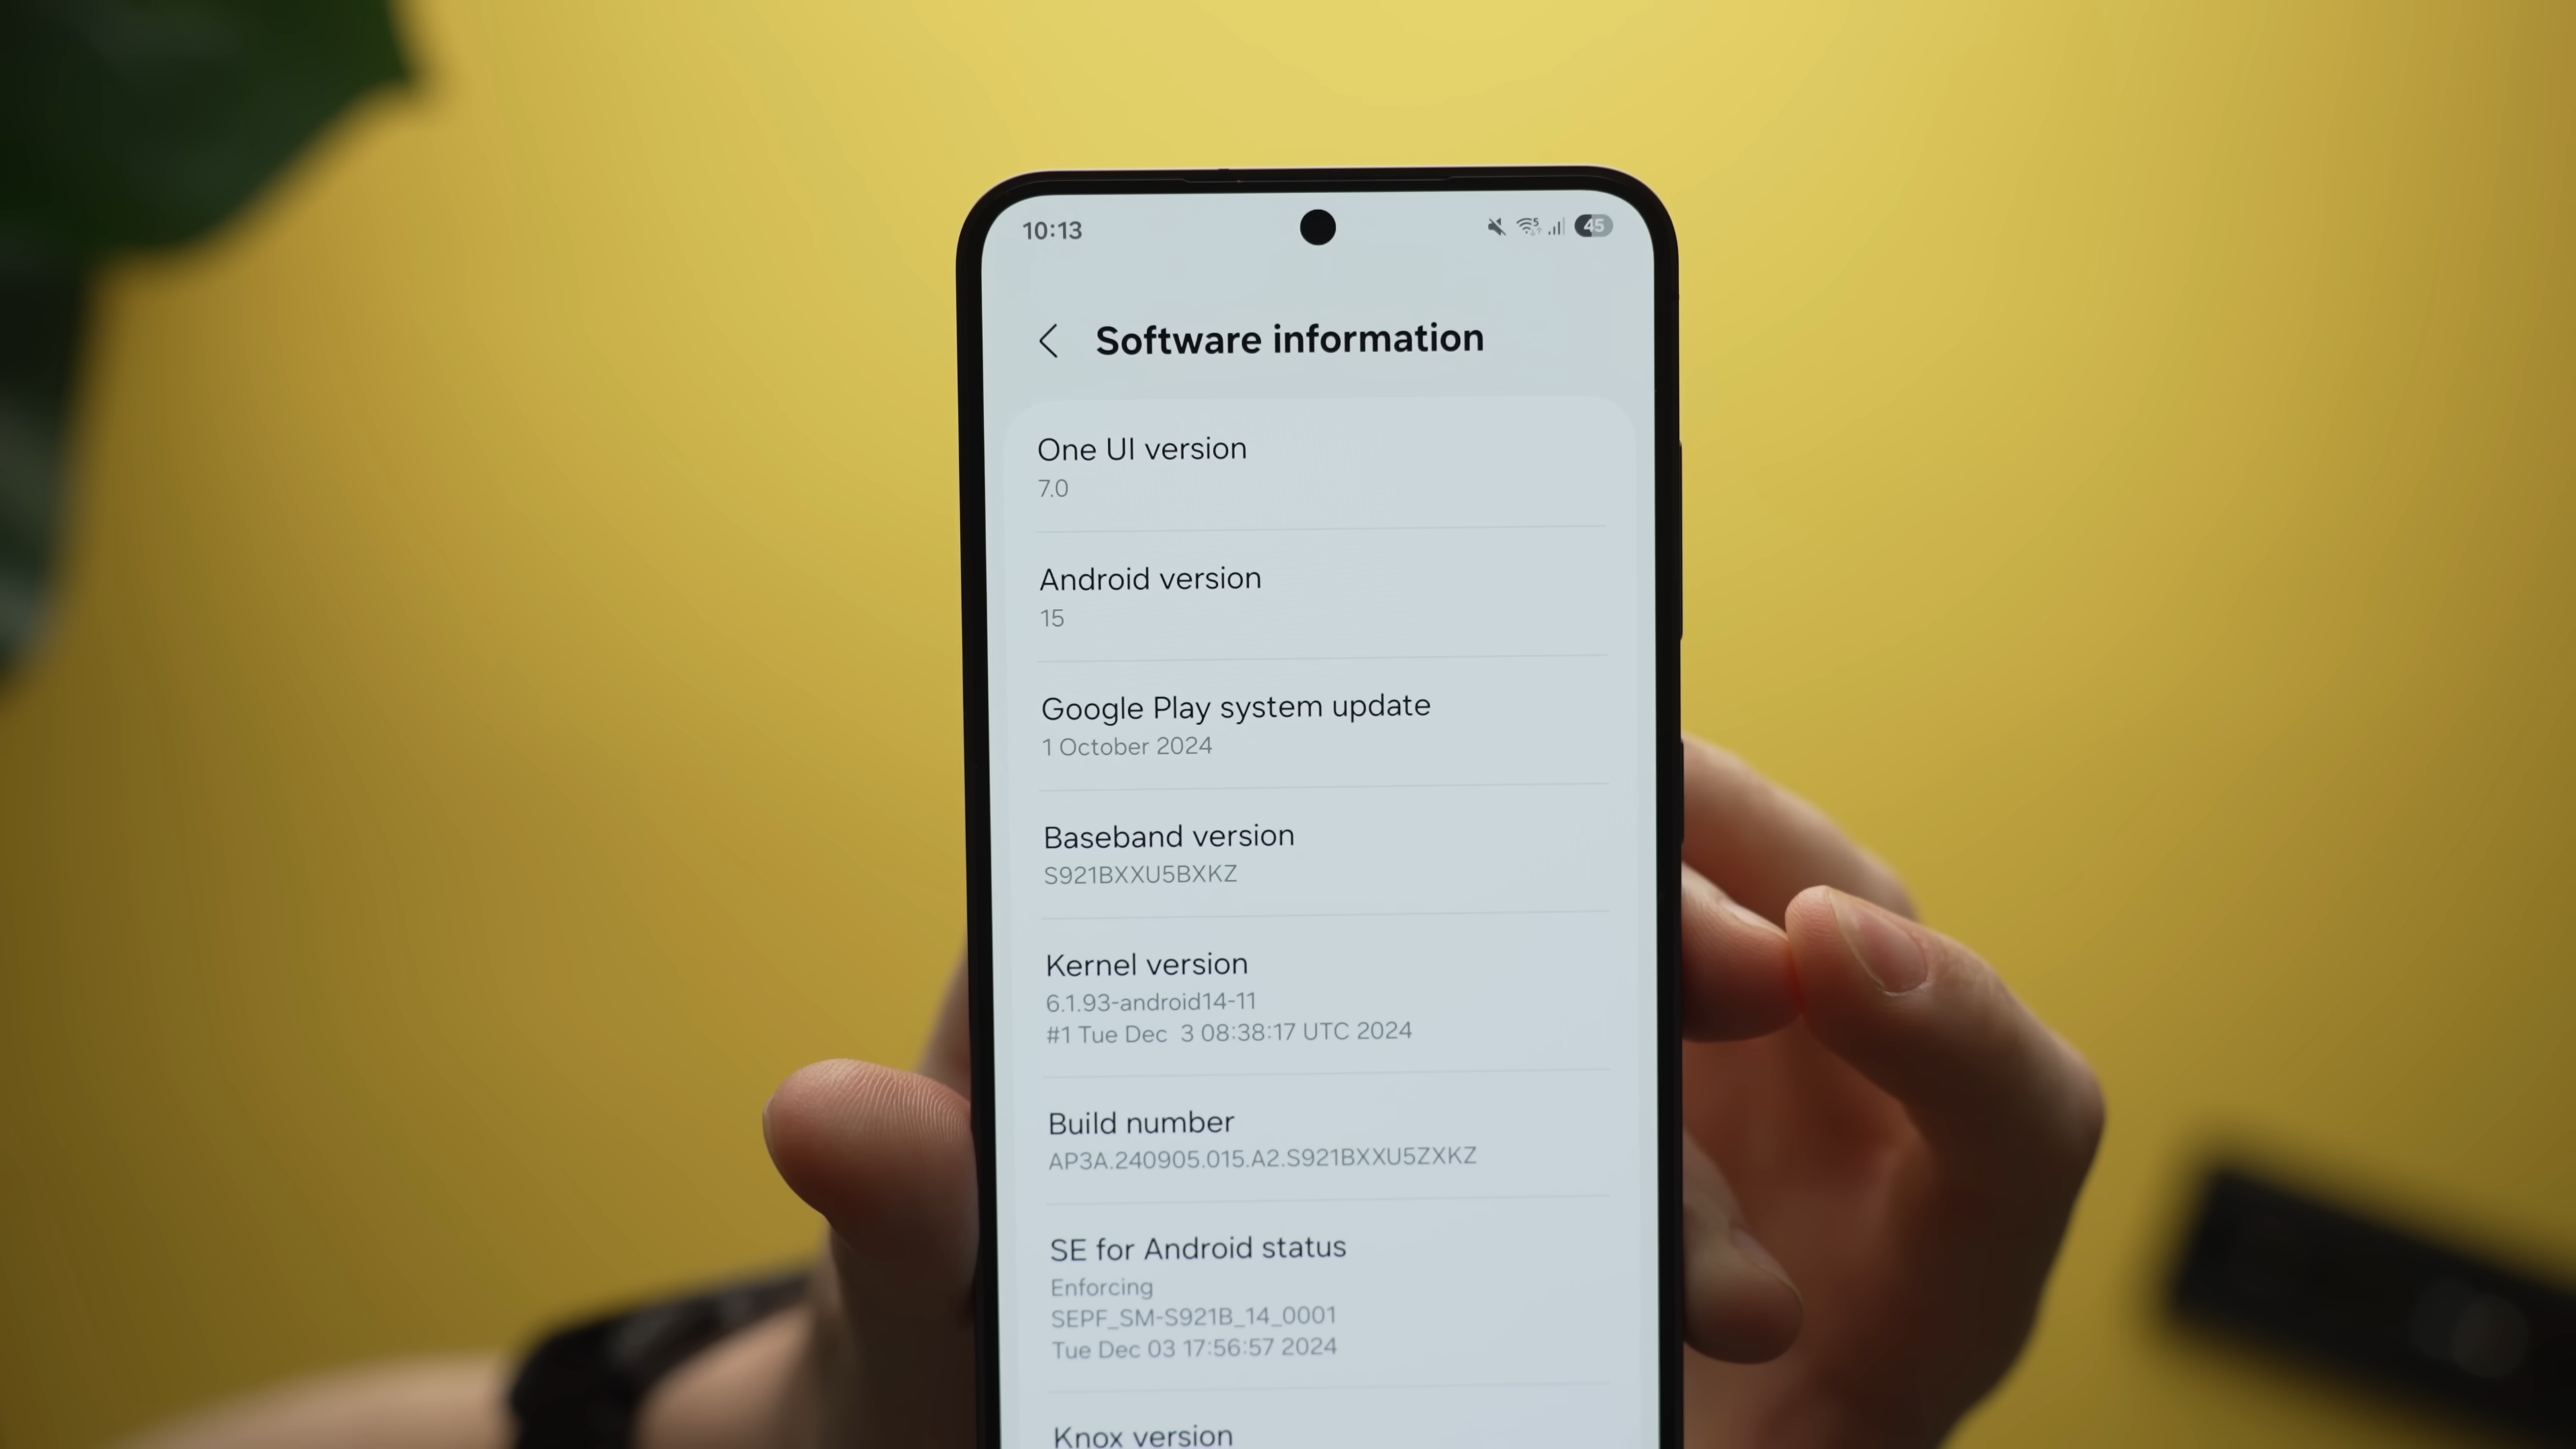 10:13
5
45
Software information
One UI version
7.0
Android version
15
Google Play system update
1 October 2024
Baseband version
S921BXXU5BXKZ
Kernel version
6.1.93-android14-11
#1 Tue Dec  3 08:38:17 UTC 2024
Build number
AP3A.240905.015.A2.S921BXXU5ZXKZ
SE for Android status
Enforcing
SEPF_SM-S921B_14_0001
Tue Dec 03 17:56:57 2024
Knox version